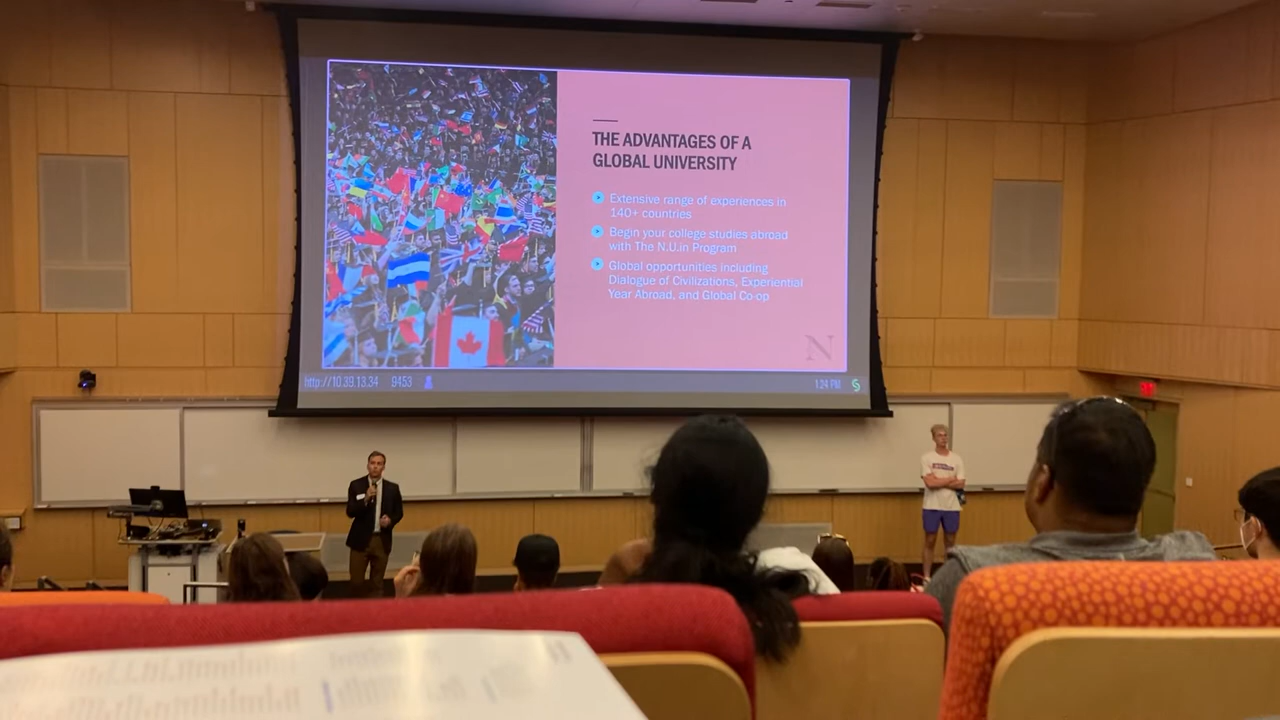 THE ADVANTAGES OF A
GLOBAL UNIVERSITY
Extensive range of experiences in
140+ countries
Begin your college studies abroad
with The N.U.in Program
Global opportunities including
Dialogue of Civilizations, Experiential
Year Abroad, and Global Co-op
N
http://10.39.13.34 9453
1:24 PM